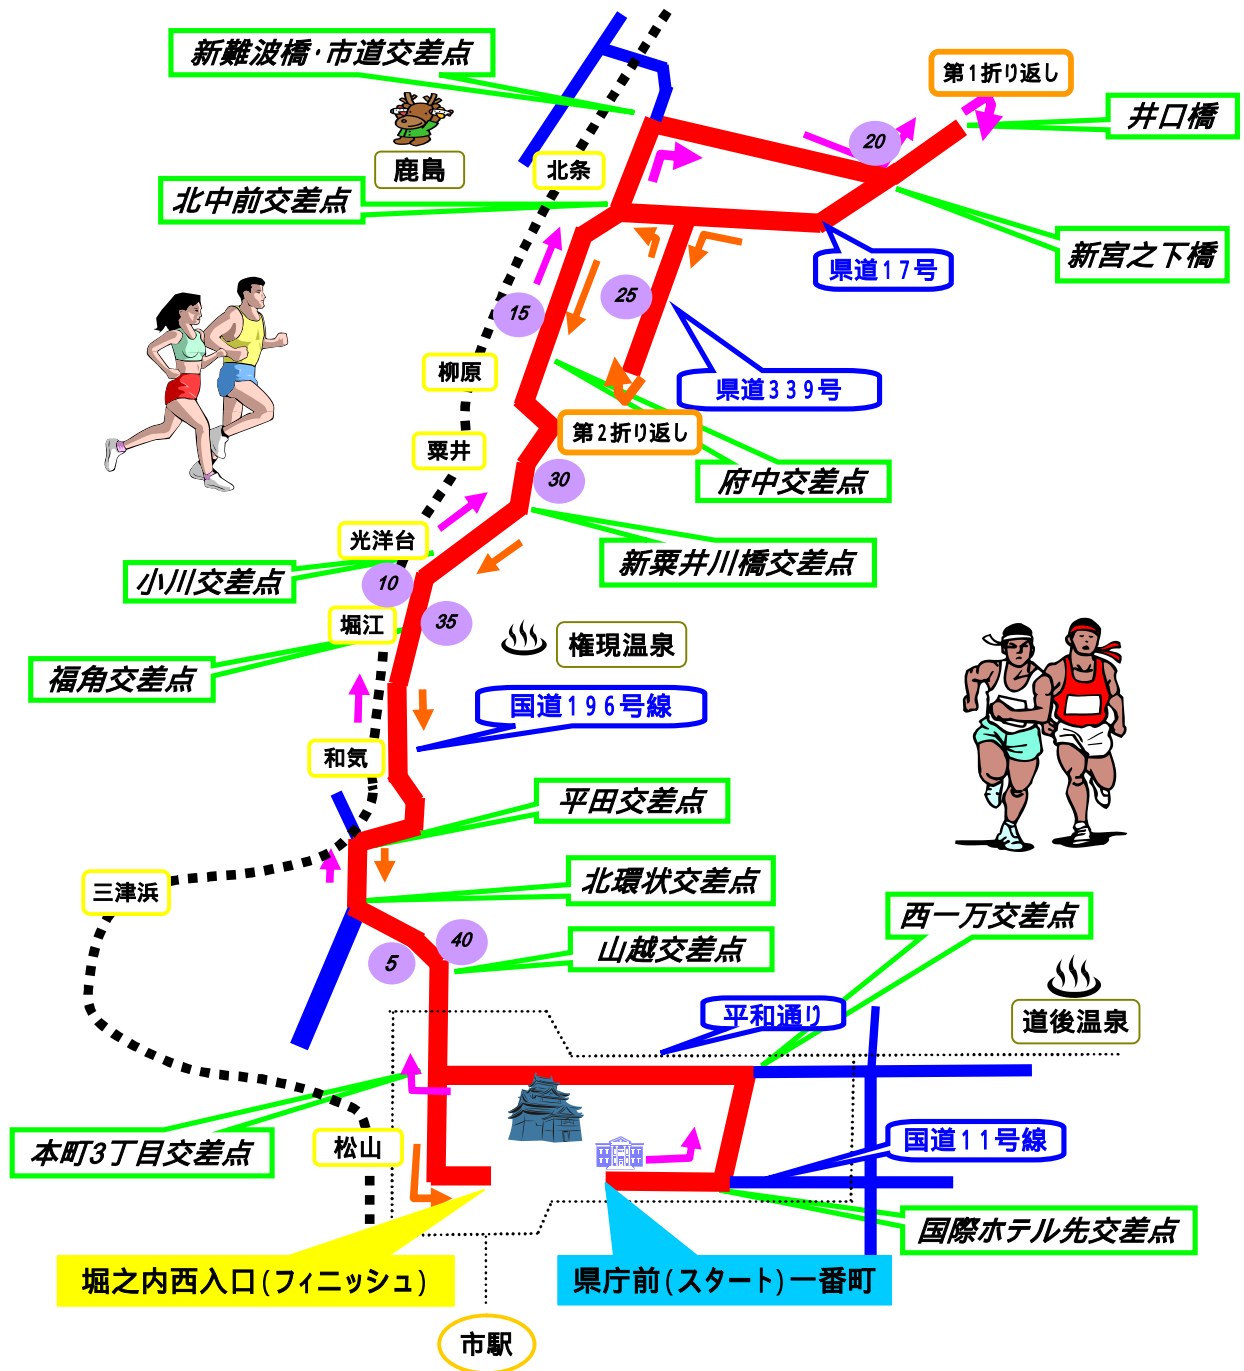 新難波橋･市道交差点
第1折り返し
井口橋
20
鹿島
北条
北中前交差点
新宮之下橋
県道17号
25
15
柳原
県道339号
第2折り返し
粟井
30
府中交差点
光洋台
新粟井川橋交差点
小川交差点
10
堀江
35
権現温泉
福角交差点
国道196号線
和気
平田交差点
三津浜
北環状交差点
西一万交差点
40
山越交差点
5
平和通り
道後温泉
本町3丁目交差点
松山
国道11号線
国際ホテル先交差点
堀之内西入口(フィニッシュ)
県庁前(スタート)一番町
市駅